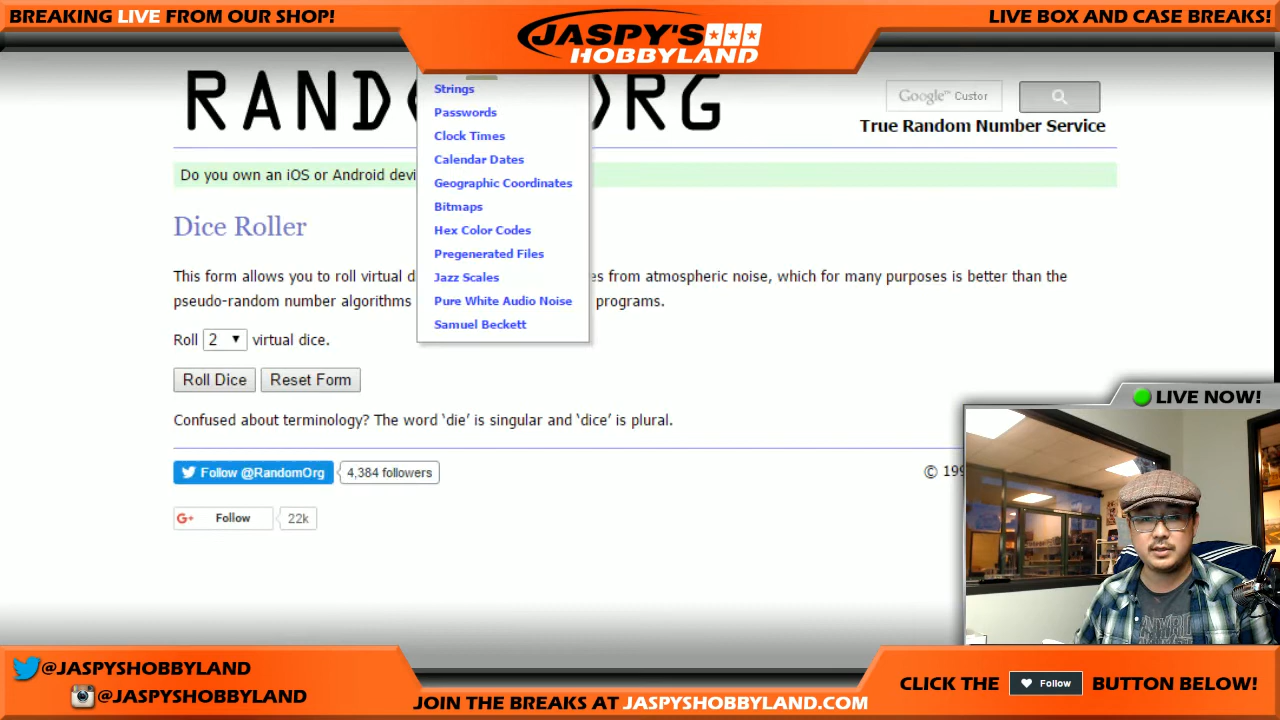 BREAKING LIVE FROM OUR SHOP!
JASPY'S
HOBBYLAND
LIVE BOX AND CASE BREAKS!
Strings
Passwords
Clock Times
Calendar Dates
Geographic Coordinates
Bitmaps
Hex Color Codes
Pregenerated Files
Jazz Scales
Pure White Audio Noise
Samuel Beckett
RAND RG
Google™ Custor
True Random Number Service
Do you own an iOS or Android devi
Dice Roller
This form allows you to roll virtual d es from atmospheric noise, which for many purposes is better than the
pseudo-random number algorithms programs.
Roll 2 virtual dice.
Roll Dice Reset Form
Confused about terminology? The word ‘die’ is singular and ‘dice’ is plural.
Follow @RandomOrg 4,384 followers
© 199
G+ Follow 22k
LIVE NOW!
@JASPYSHOBBYLAND
@JASPYSHOBBYLAND
JOIN THE BREAKS AT JASPYSHOBBYLAND.COM
CLICK THE Follow BUTTON BELOW!